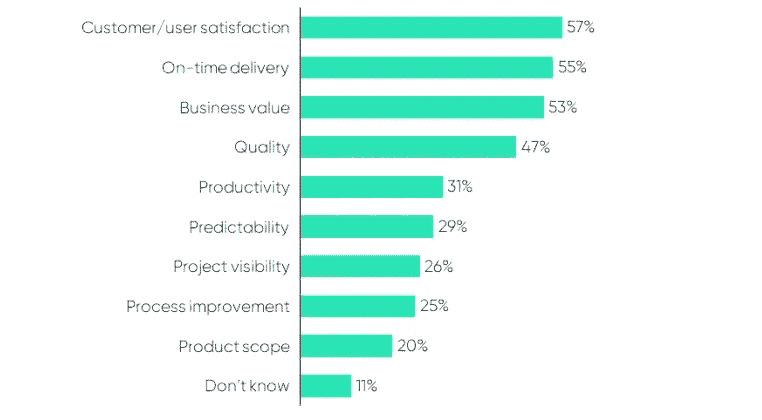 Customer/user satisfaction 57%
On-time delivery 55%
Business value 53%
Quality 47%
Productivity 31%
Predictability 29%
Project visibility 26%
Process improvement 25%
Product scope 20%
Don't know 11%